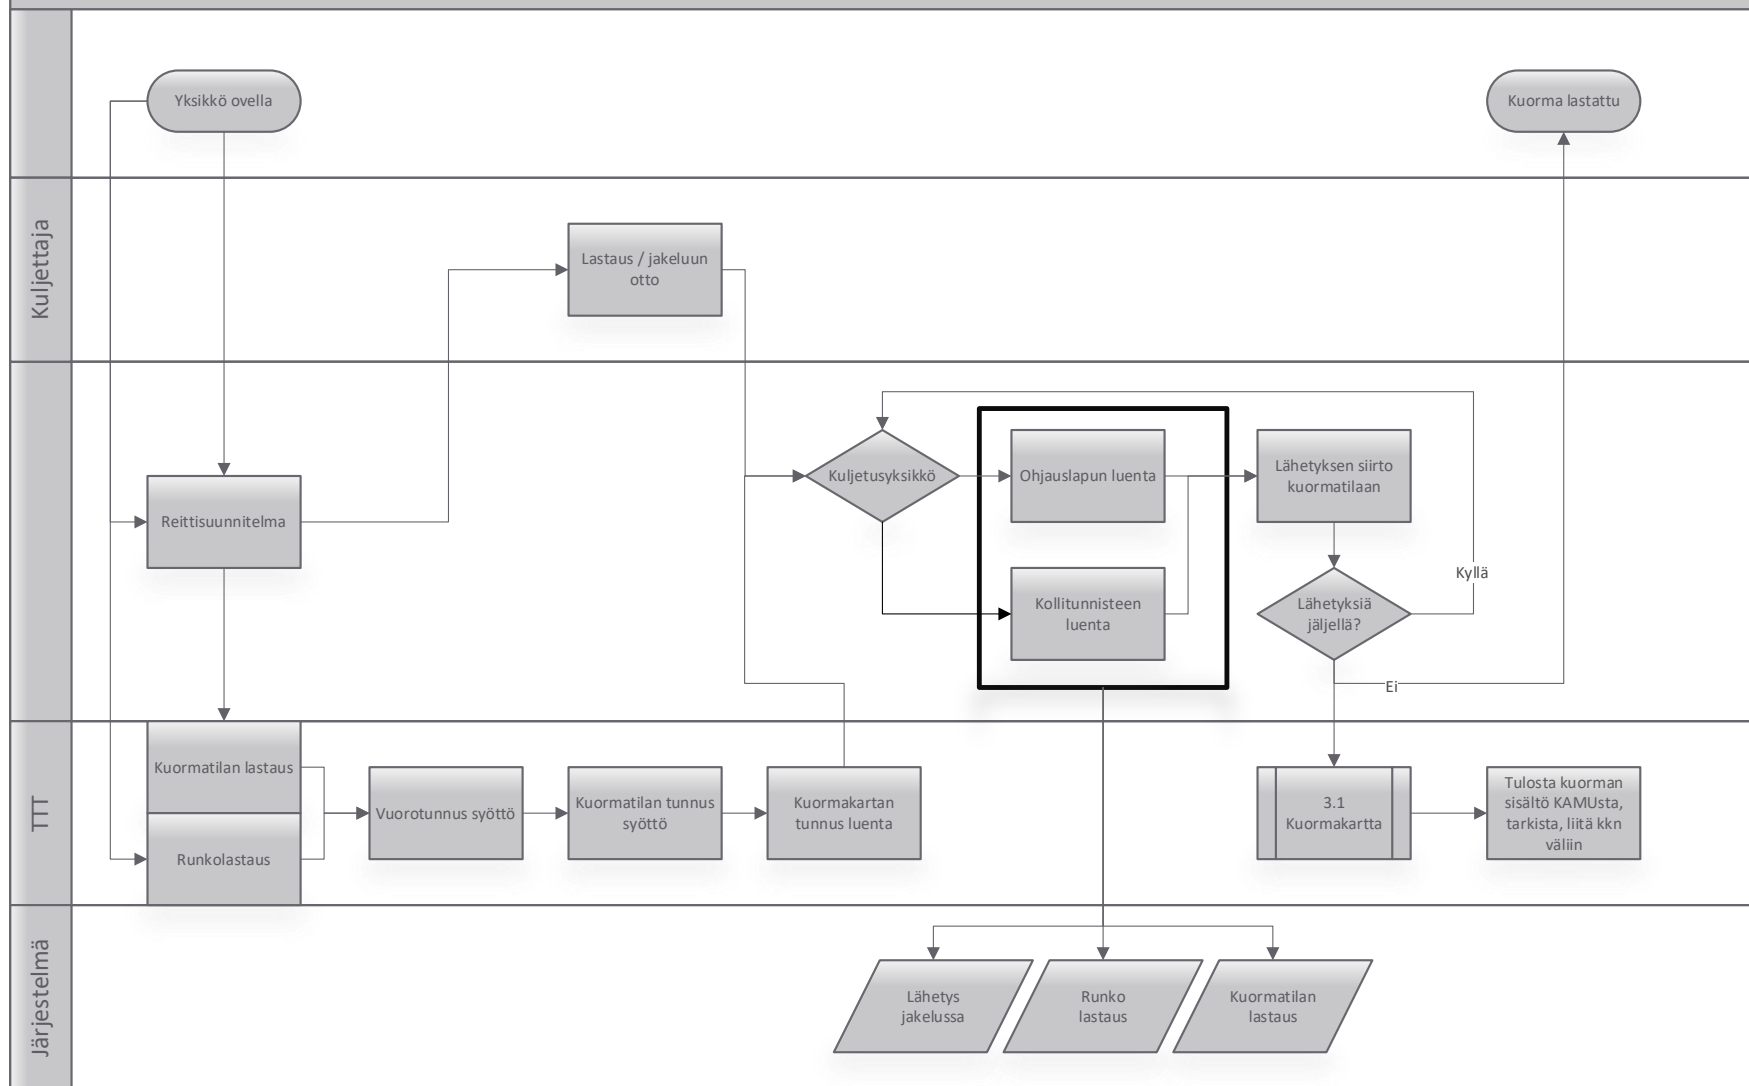 Yksikkö ovella
Kuorma lastattu
Kuljettaja
Lastaus / jakeluun
otto
Kuljetusyksikkö
Ohjauslapun luenta
Lähetyksen siirto
kuormatilaan
Reittisuunnitelma
Kyllä
Kollitunnisteen
luenta
Lähetyksiä
jäljellä?
Ei
TTT
Kuormatilan lastaus
Runkolastaus
Vuorotunnus syöttö
Kuormatilan tunnus
syöttö
Kuormakartan
tunnus luenta
3.1
Kuormakartta
Tulosta kuorman
sisältö KAMUsta,
tarkista, liitä kkn
väliin
Järjestelmä
Lähetys
jakelussa
Runko
lastaus
Kuormatilan
lastaus